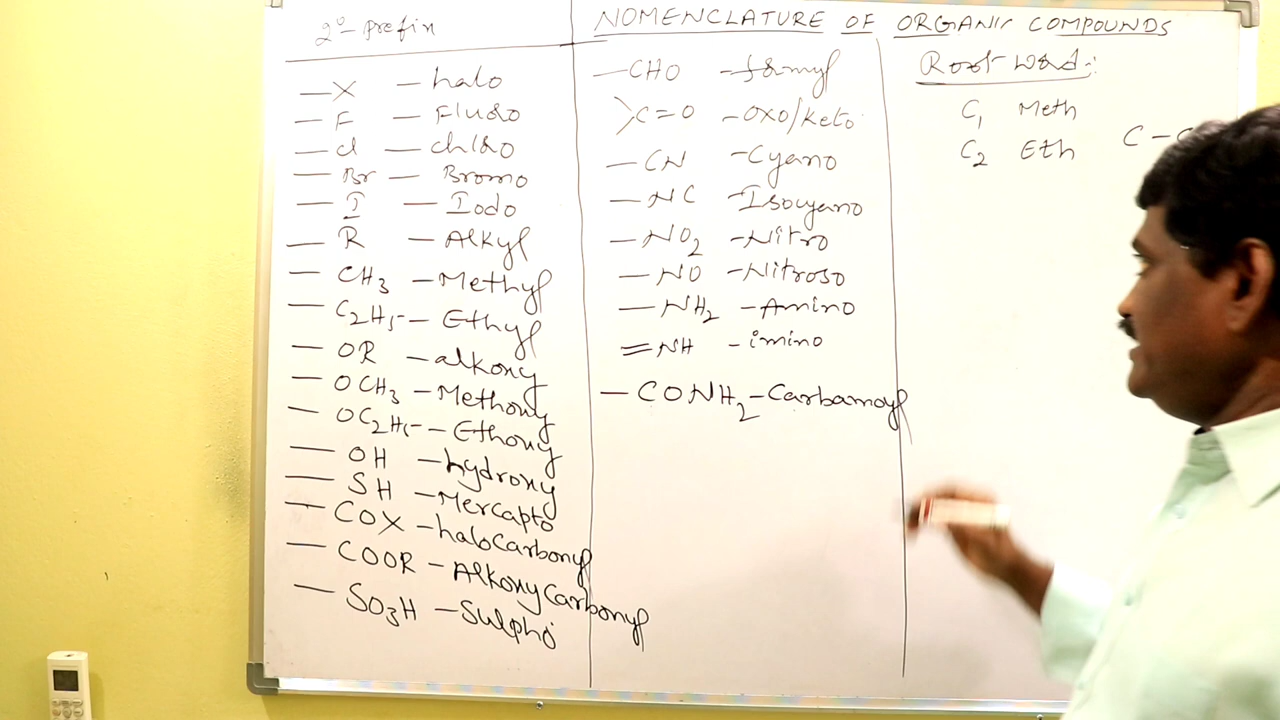 NOMENCLATURE OF ORGANIC COMPOUNDS
2°-Prefix
—X — halo
—F — Fluoro
—Cl — chloro
—Br — Bromo
—I — Iodo
—R — Alkyl
—CH3 — Methyl
—C2H5 — Ethyl
—OR — alkoxy
—OCH3 — Methoxy
—OC2H5 — Ethoxy
—OH — hydroxy
—SH — Mercapto
—COX — halocarbonyl
—COOR — Alkoxycarbonyl
—SO3H — Sulpho
—CHO — formyl
>C=O — Oxo/Keto
—CN — Cyano
—NC — Isocyano
—NO2 — Nitro
—NO — Nitroso
—NH2 — Amino
=NH — imino
—CONH2 — Carbamoyl
Root word:
C1 Meth
C2 Eth C-C